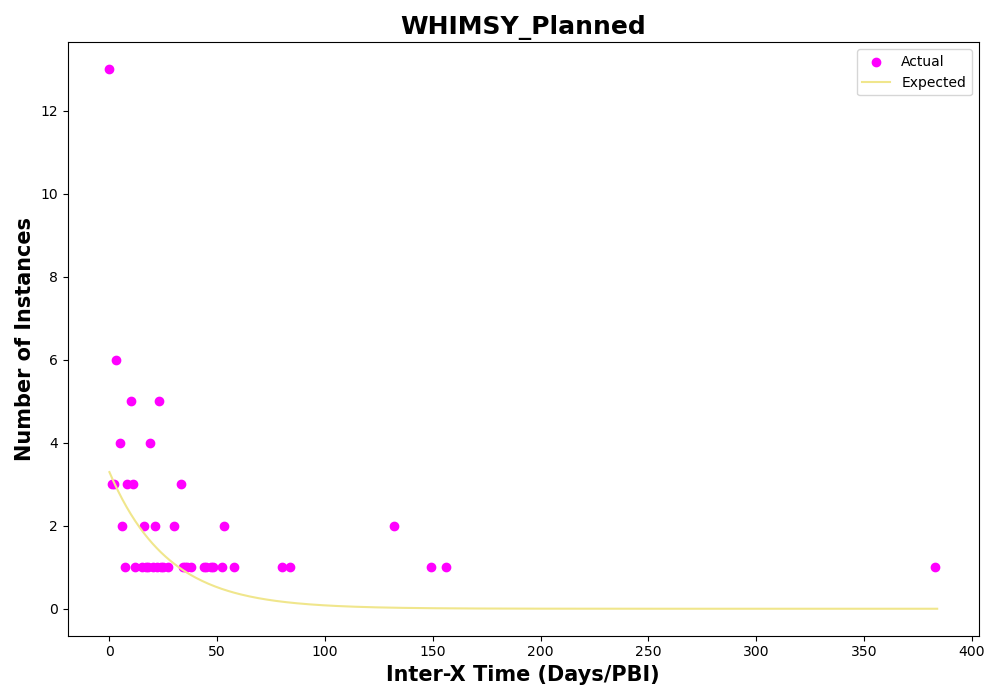 WHIMSY_Planned
Actual
Expected
Number of Instances
12
10
8
6
4
2
0
0 50 100 150 200 250 300 350 400
Inter-X Time (Days/PBI)